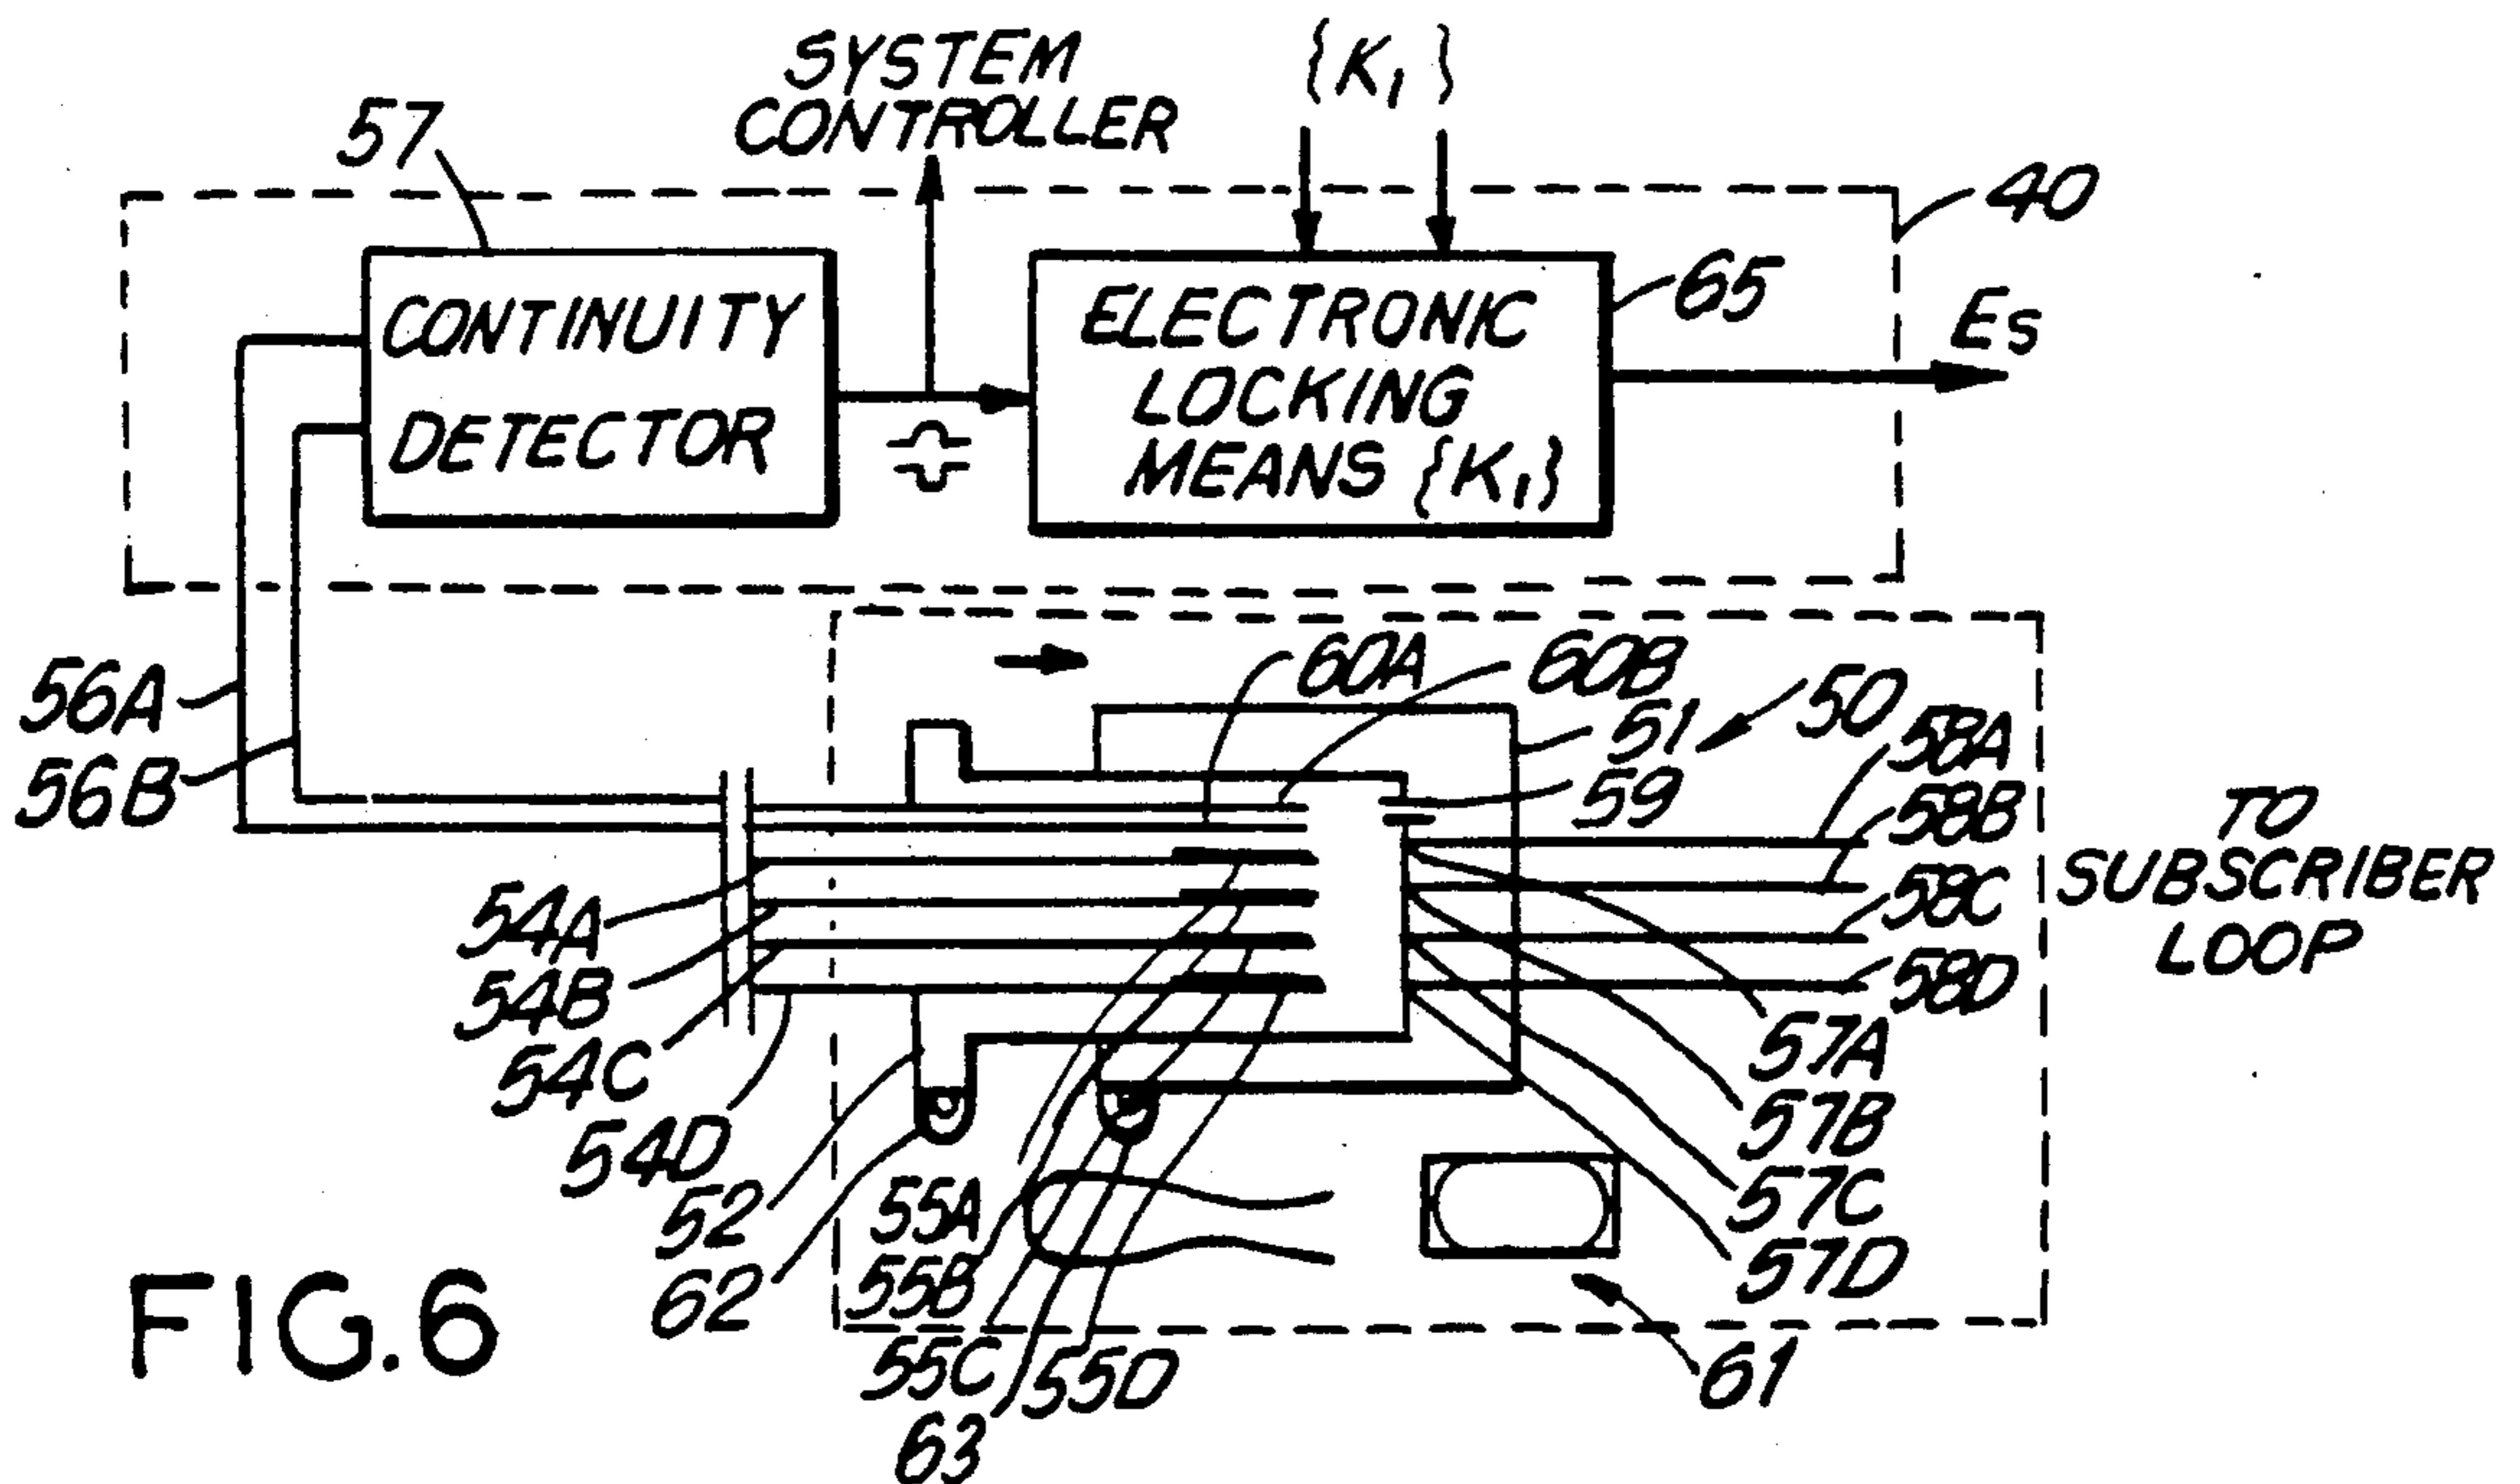 SYSTEM
CONTROLLER
{K1}
57
40
CONTINUITY
DETECTOR
ELECTRONIC
LOCKING
MEANS {K1}
65
ES
56A
56B
60A
60B
51
50
59
58A
58B
58C
58D
TO
SUBSCRIBER
LOOP
54A
54B
54C
54D
52
62
55A
55B
55C
55D
63
57A
57B
57C
57D
61
FIG.6